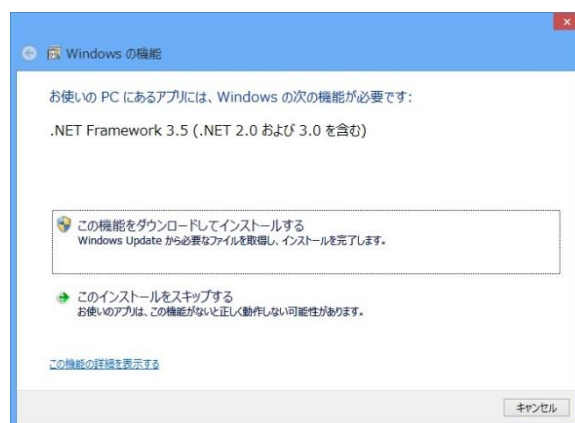 Windows の機能
お使いの PC にあるアプリには、Windows の次の機能が必要です:
.NET Framework 3.5 (.NET 2.0 および 3.0 を含む)
この機能をダウンロードしてインストールする
Windows Update から必要なファイルを取得し、インストールを完了します。
このインストールをスキップする
お使いのアプリは、この機能がないと正しく動作しない可能性があります。
この機能の詳細を表示する
キャンセル